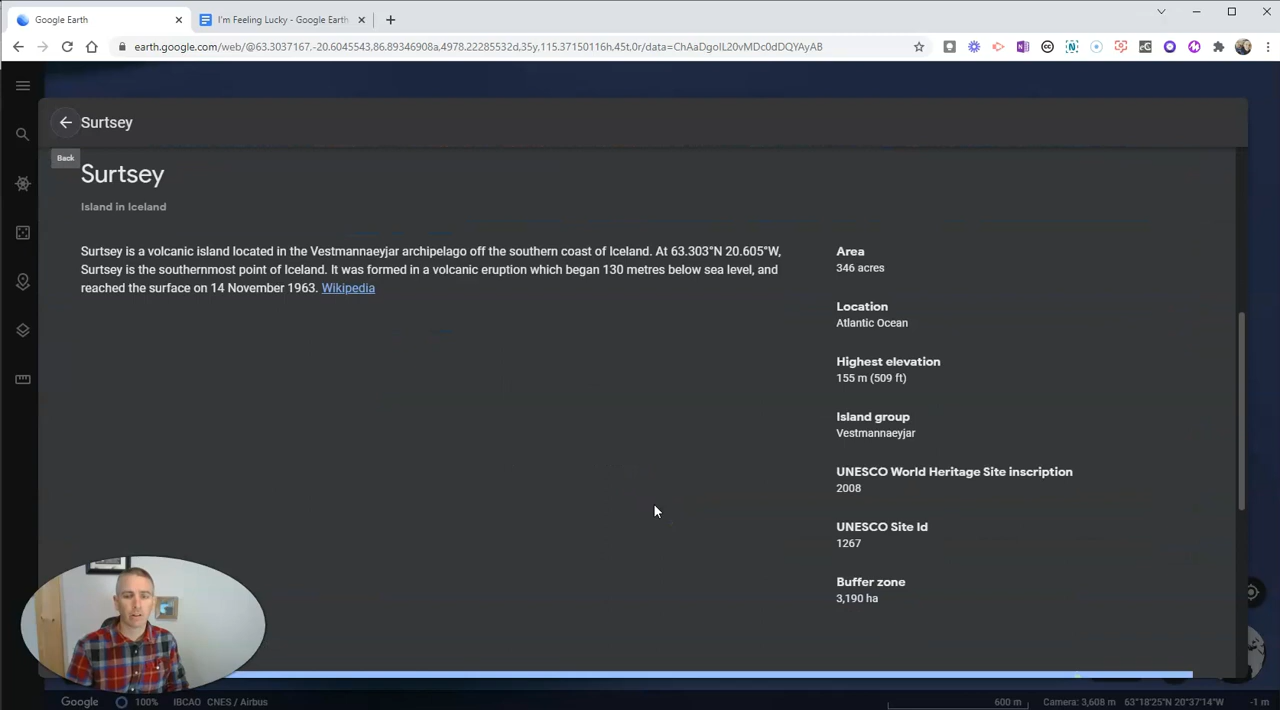 Google Earth
I'm Feeling Lucky - Google Earth
earth.google.com/web/@63.3037167,-20.6045543,86.89346908a,4978.22285532d,35y,115.37150116h,45t,0r/data=ChAaDgoIL20vMDc0dDQYAyAB
Surtsey
Back
Surtsey
Island in Iceland
Surtsey is a volcanic island located in the Vestmannaeyjar archipelago off the southern coast of Iceland. At 63.303°N 20.605°W,
Surtsey is the southernmost point of Iceland. It was formed in a volcanic eruption which began 130 metres below sea level, and
reached the surface on 14 November 1963. Wikipedia
Area
346 acres
Location
Atlantic Ocean
Highest elevation
155 m (509 ft)
Island group
Vestmannaeyjar
UNESCO World Heritage Site inscription
2008
UNESCO Site Id
1267
Buffer zone
3,190 ha
Google 100% IBCAO CNES / Airbus 600 m Camera: 3,608 m 63°18'25"N 20°37'14"W -1 m